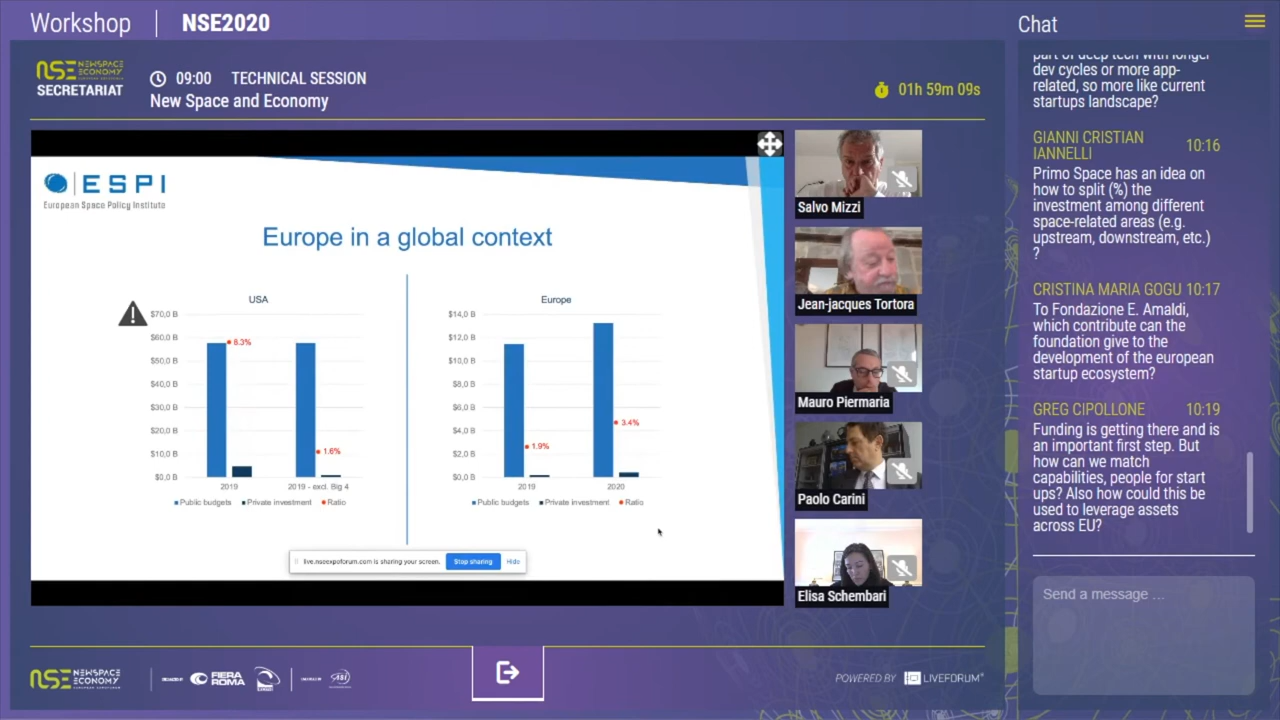 Workshop
NSE2020
Chat
NSE NEWSPACE ECONOMY
SECRETARIAT
09:00 TECHNICAL SESSION
New Space and Economy
01h 59m 09s
ESPI
European Space Policy Institute
Europe in a global context
USA
$70,0 B
$60,0 B
$50,0 B
$40,0 B
$30,0 B
$20,0 B
$10,0 B
$0,0 B
8.3%
1.6%
2019
2019 - excl. Big 4
Public budgets Private investment Ratio
Europe
$14,0 B
$12,0 B
$10,0 B
$8,0 B
$6,0 B
$4,0 B
$2,0 B
$0,0 B
1.9%
3.4%
2019
2020
Public budgets Private investment Ratio
live.nseexpoforum.com is sharing your screen.
Stop sharing
Hide
Salvo Mizzi
Jean-jacques Tortora
Mauro Piermaria
Paolo Carini
Elisa Schembari
part of deep tech with longer
dev cycles or more app-
related, so more like current
startups landscape?
GIANNI CRISTIAN
IANNELLI
10:16
Primo Space has an idea on
how to split (%) the
investment among different
space-related areas (e.g.
upstream, downstream, etc.)
?
CRISTINA MARIA GOGU 10:17
To Fondazione E. Amaldi,
which contribute can the
foundation give to the
development of the european
startup ecosystem?
GREG CIPOLLONE 10:19
Funding is getting there and is
an important first step. But
how can we match
capabilities, people for start
ups? Also how could this be
used to leverage assets
across EU?
Send a message ...
NSE NEWSPACE ECONOMY
FIERA ROMA
POWERED BY LIVEFORUM